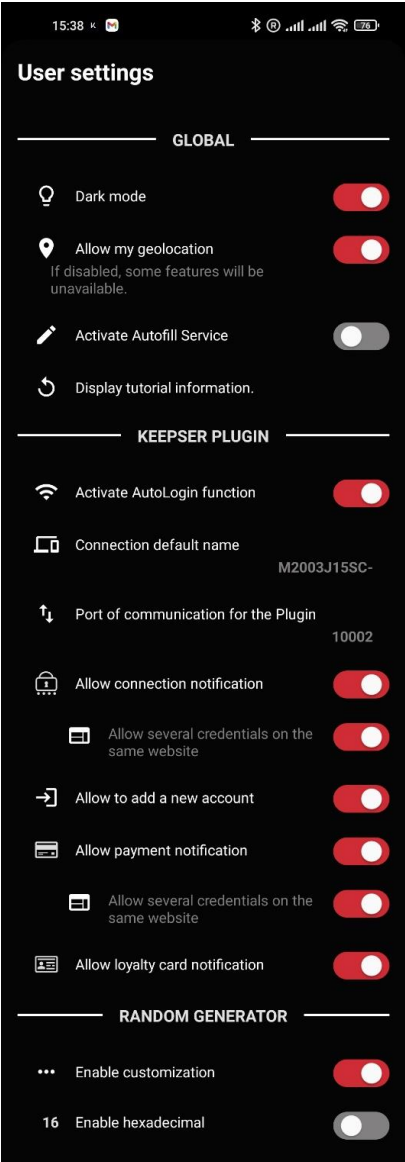 15:38 K M
R 76
User settings
GLOBAL
Dark mode
Allow my geolocation
If disabled, some features will be
unavailable.
Activate Autofill Service
Display tutorial information.
KEEPSER PLUGIN
Activate AutoLogin function
Connection default name
M2003J15SC-
Port of communication for the Plugin
10002
Allow connection notification
Allow several credentials on the
same website
Allow to add a new account
Allow payment notification
Allow several credentials on the
same website
Allow loyalty card notification
RANDOM GENERATOR
Enable customization
16 Enable hexadecimal